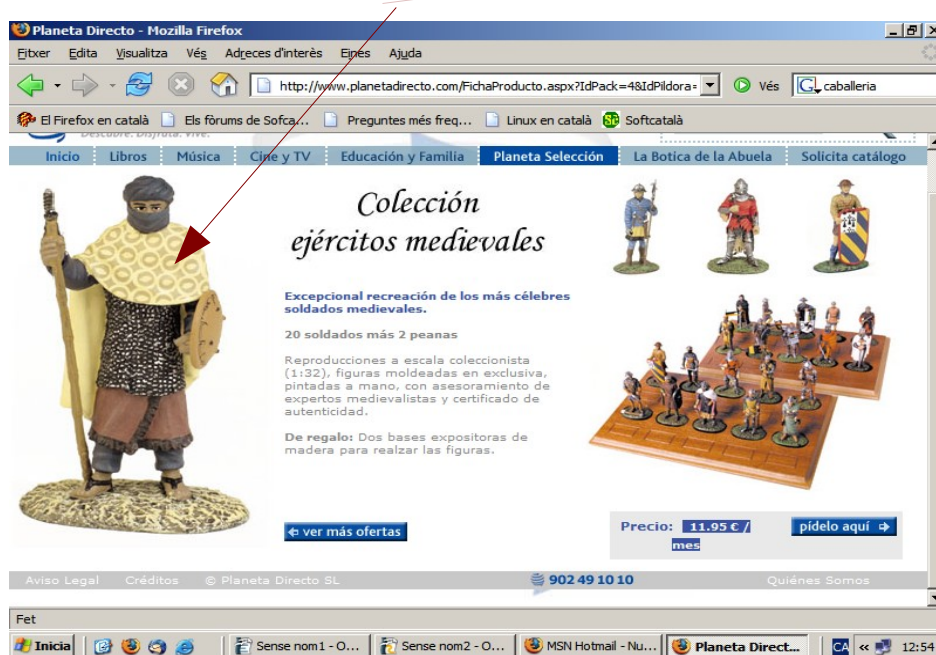 Planeta Directo - Mozilla Firefox
Fitxer Edita Visualitza Vés Adreces d'interès Eines Ajuda
http://www.planetadirecto.com/FichaProducto.aspx?IdPack=4&IdPildora= Vés G caballeria
El Firefox en català Els fòrums de Sofca... Preguntes més freq... Linux en català Softcatalà
Descubre. Disfruta. Vive.
Inicio Libros Música Cine y TV Educación y Familia Planeta Selección La Botica de la Abuela Solicita catálogo
Colección
ejércitos medievales
Excepcional recreación de los más célebres
soldados medievales.
20 soldados más 2 peanas
Reproducciones a escala coleccionista
(1:32), figuras moldeadas en exclusiva,
pintadas a mano, con asesoramiento de
expertos medievalistas y certificado de
autenticidad.
De regalo: Dos bases expositoras de
madera para realzar las figuras.
ver más ofertas
Precio: 11.95 € /
mes
pídelo aquí
Aviso Legal Créditos © Planeta Directo SL 902 49 10 10 Quiénes Somos
Fet
Inicia Sense nom1 - O... Sense nom2 - O... MSN Hotmail - Nu... Planeta Direct... CA « 12:54